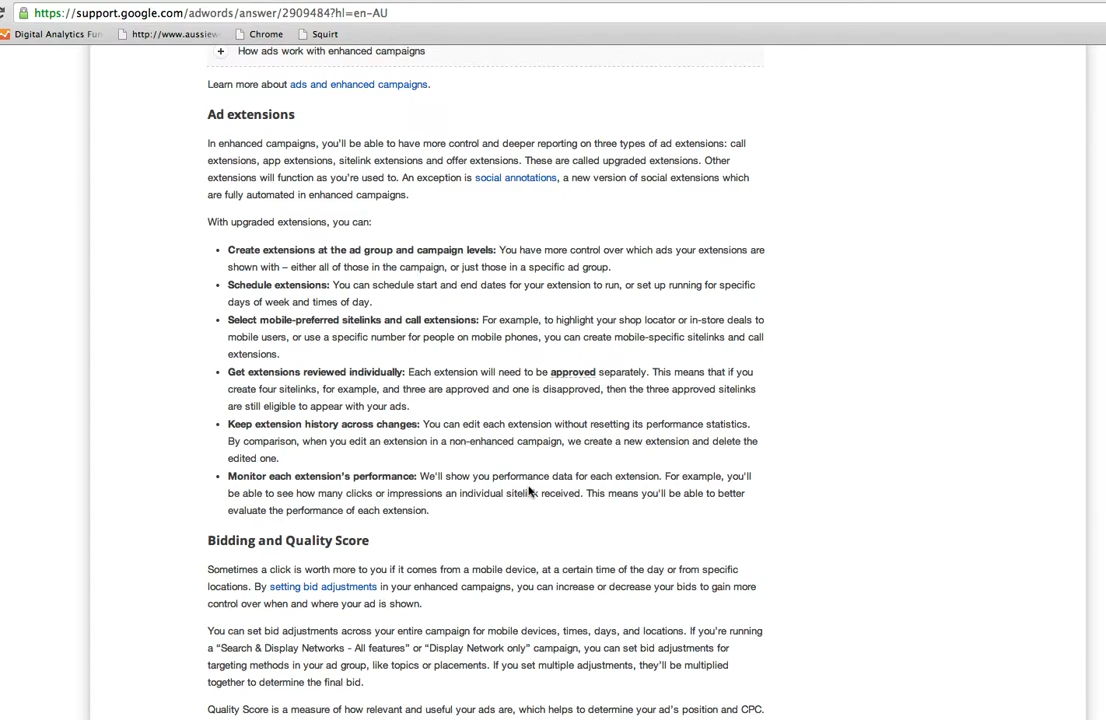 https://support.google.com/adwords/answer/2909484?hl=en-AU
Digital Analytics Fun http://www.aussiew Chrome Squirt
+ How ads work with enhanced campaigns
Learn more about ads and enhanced campaigns.
Ad extensions
In enhanced campaigns, you'll be able to have more control and deeper reporting on three types of ad extensions: call
extensions, app extensions, sitelink extensions and offer extensions. These are called upgraded extensions. Other
extensions will function as you're used to. An exception is social annotations, a new version of social extensions which
are fully automated in enhanced campaigns.
With upgraded extensions, you can:
• Create extensions at the ad group and campaign levels: You have more control over which ads your extensions are
shown with – either all of those in the campaign, or just those in a specific ad group.
• Schedule extensions: You can schedule start and end dates for your extension to run, or set up running for specific
days of week and times of day.
• Select mobile-preferred sitelinks and call extensions: For example, to highlight your shop locator or in-store deals to
mobile users, or use a specific number for people on mobile phones, you can create mobile-specific sitelinks and call
extensions.
• Get extensions reviewed individually: Each extension will need to be approved separately. This means that if you
create four sitelinks, for example, and three are approved and one is disapproved, then the three approved sitelinks
are still eligible to appear with your ads.
• Keep extension history across changes: You can edit each extension without resetting its performance statistics.
By comparison, when you edit an extension in a non-enhanced campaign, we create a new extension and delete the
edited one.
• Monitor each extension's performance: We'll show you performance data for each extension. For example, you'll
be able to see how many clicks or impressions an individual sitelink received. This means you'll be able to better
evaluate the performance of each extension.
Bidding and Quality Score
Sometimes a click is worth more to you if it comes from a mobile device, at a certain time of the day or from specific
locations. By setting bid adjustments in your enhanced campaigns, you can increase or decrease your bids to gain more
control over when and where your ad is shown.
You can set bid adjustments across your entire campaign for mobile devices, times, days, and locations. If you're running
a “Search & Display Networks - All features” or “Display Network only” campaign, you can set bid adjustments for
targeting methods in your ad group, like topics or placements. If you set multiple adjustments, they'll be multiplied
together to determine the final bid.
Quality Score is a measure of how relevant and useful your ads are, which helps to determine your ad's position and CPC.